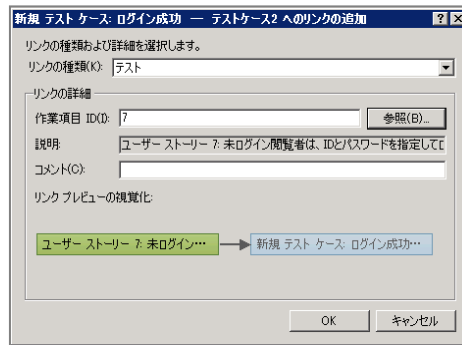 新規 テスト ケース: ログイン成功 ― テストケース2 へのリンクの追加
リンクの種類および詳細を選択します。
リンクの種類(K): テスト
リンクの詳細
作業項目 ID(I): 7 参照(B)...
説明: ユーザー ストーリー 7: 未ログイン閲覧者は、IDとパスワードを指定して
コメント(C):
リンク プレビューの視覚化:
ユーザー ストーリー 7: 未ログイン… 新規 テスト ケース: ログイン成功…
OK キャンセル